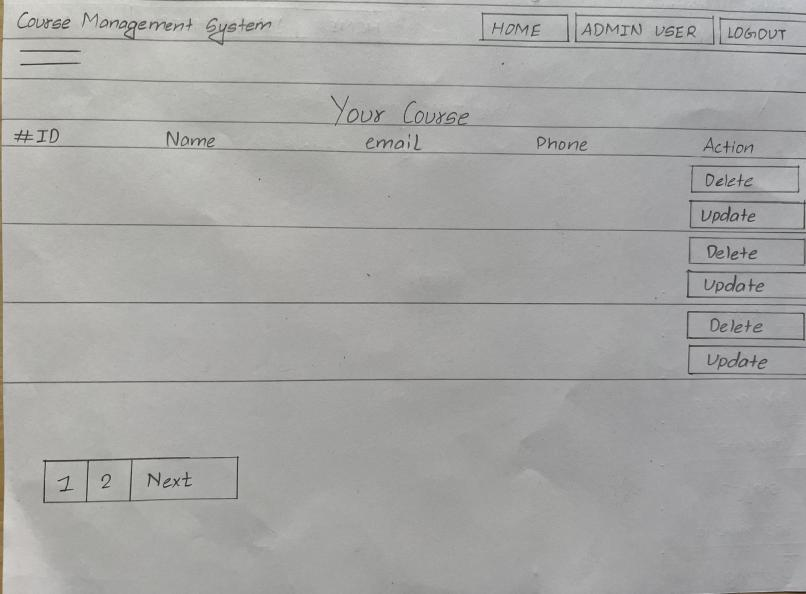 Course Management System HOME ADMIN USER LOGOUT
Your Course
#ID Name email Phone Action
Delete
Update
Delete
Update
Delete
Update
1 2 Next